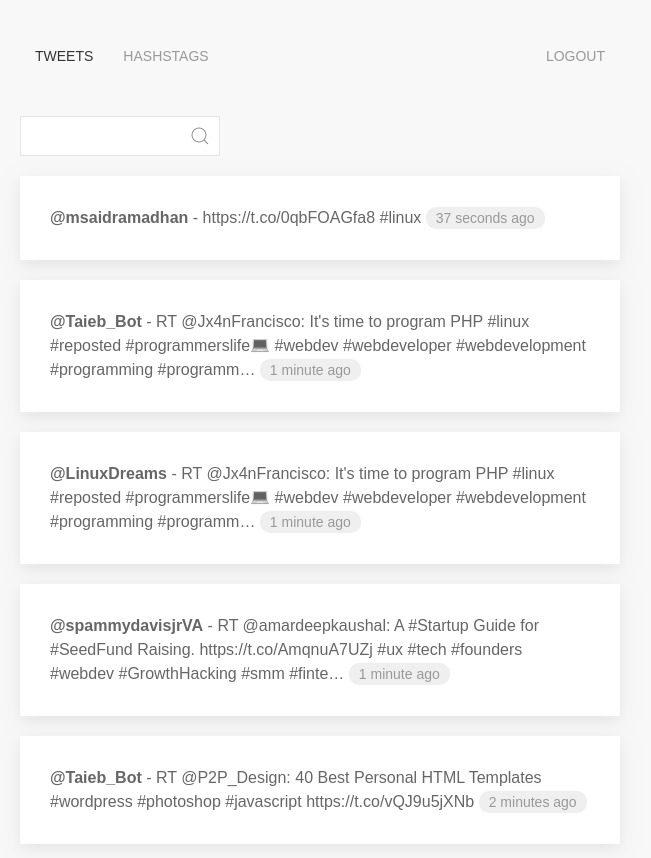 TWEETS HASHSTAGS LOGOUT
@msaidramadhan - https://t.co/0qbFOAGfa8 #linux 37 seconds ago
@Taieb_Bot - RT @Jx4nFrancisco: It's time to program PHP #linux
#reposted #programmerslife💻 #webdev #webdeveloper #webdevelopment
#programming #programm… 1 minute ago
@LinuxDreams - RT @Jx4nFrancisco: It's time to program PHP #linux
#reposted #programmerslife💻 #webdev #webdeveloper #webdevelopment
#programming #programm… 1 minute ago
@spammydavisjrVA - RT @amardeepkaushal: A #Startup Guide for
#SeedFund Raising. https://t.co/AmqnuA7UZj #ux #tech #founders
#webdev #GrowthHacking #smm #finte… 1 minute ago
@Taieb_Bot - RT @P2P_Design: 40 Best Personal HTML Templates
#wordpress #photoshop #javascript https://t.co/vQJ9u5jXNb 2 minutes ago